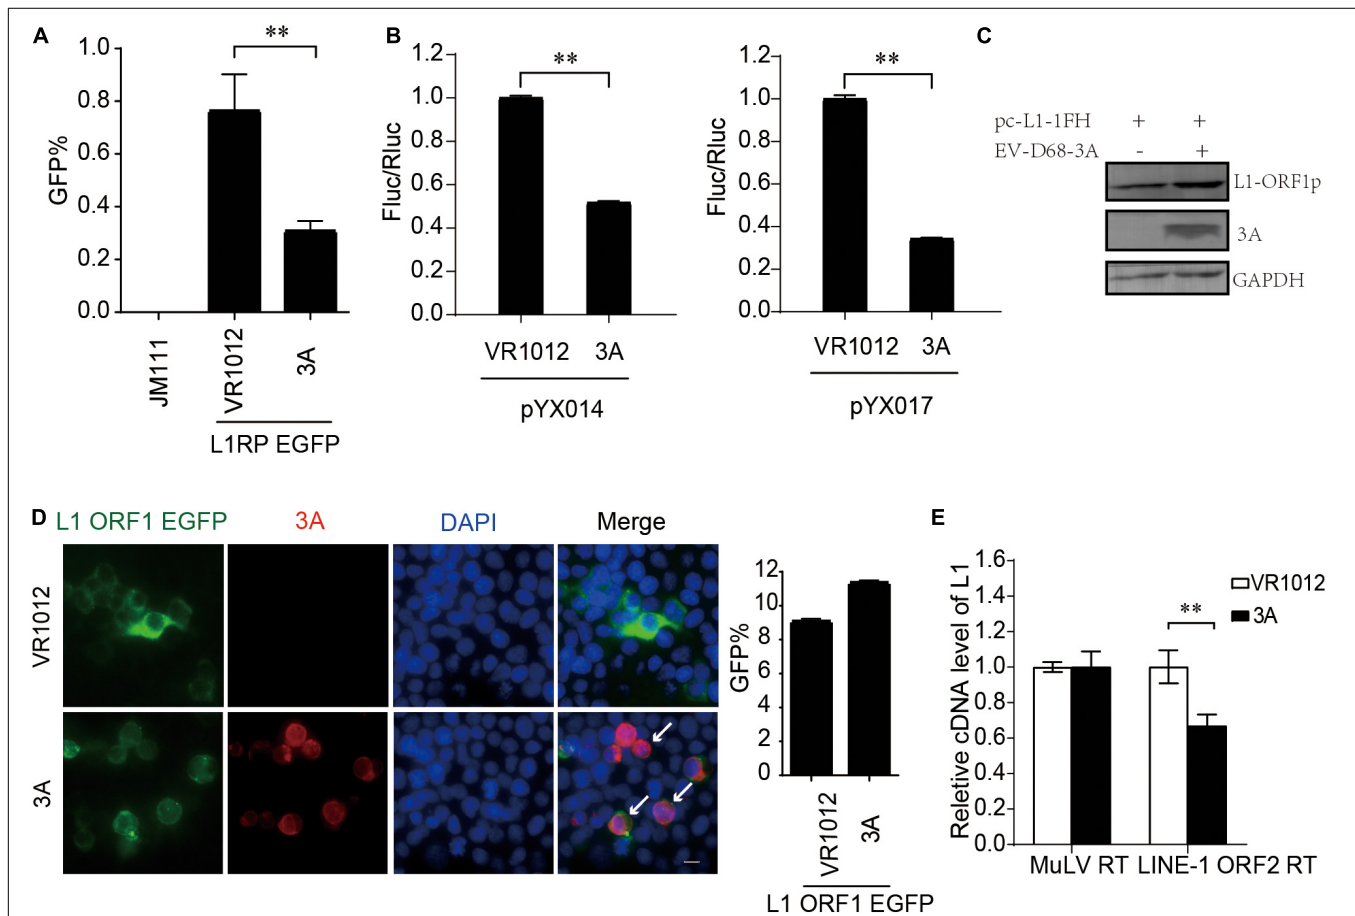 A
GFP%
1.0
0.8
0.6
0.4
0.2
0.0
**
JM111
VR1012
3A
L1RP EGFP
B
Fluc/Rluc
1.2
1.0
0.8
0.6
0.4
0.2
0.0
**
VR1012 3A
pYX014
Fluc/Rluc
1.2
1.0
0.8
0.6
0.4
0.2
0.0
**
VR1012 3A
pYX017
C
pc-L1-1FH + +
EV-D68-3A - +
L1-ORF1p
3A
GAPDH
D
L1 ORF1 EGFP 3A DAPI Merge
VR1012
3A
GFP%
12
10
8
6
4
2
0
VR1012
3A
L1 ORF1 EGFP
E
Reletive cDNA level of L1
1.6
1.4
1.2
1.0
0.8
0.6
0.4
0.2
0.0
**
VR1012
3A
MuLV RT LINE-1 ORF2 RT